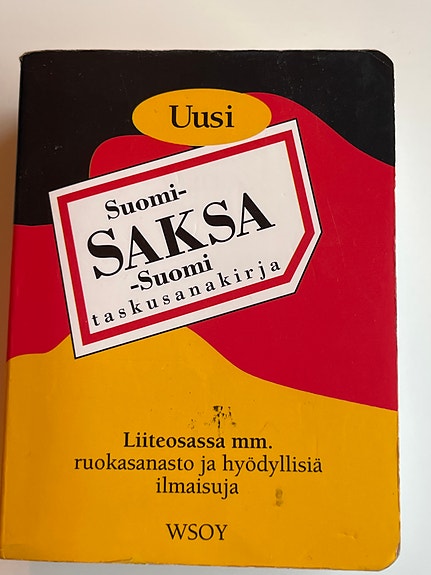 Uusi
Suomi-
SAKSA
-Suomi
taskusanakirja
Liiteosassa mm.
ruokasanasto ja hyödyllisiä
ilmaisuja
WSOY